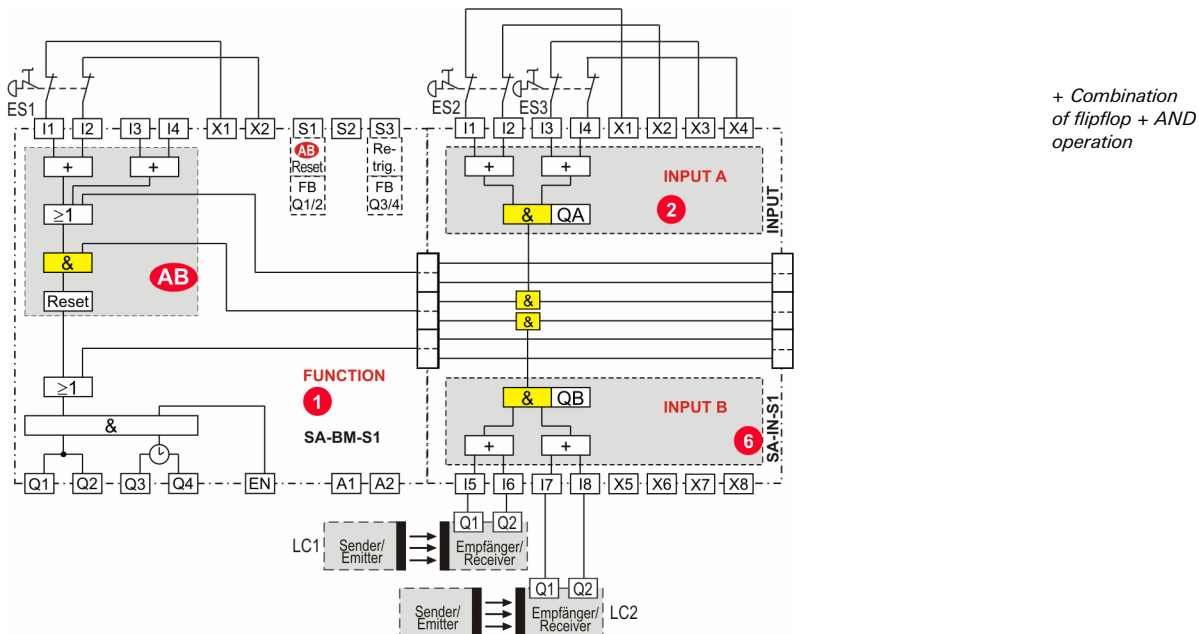 ES1
ES2
ES3
I1 I2 I3 I4 X1 X2 S1 S2 S3
I1 I2 I3 I4 X1 X2 X3 X4
+ Combination
of flipflop + AND
operation
AB
Reset
FB
Q1/2
Re-
trig.
FB
Q3/4
+ +
≥1
&
AB
Reset
≥1
&
FUNCTION
1
SA-BM-S1
+ +
INPUT A
2
& QA
INPUT
&
&
& QB
INPUT B
6
+ +
SA-IN-S1
Q1 Q2 Q3 Q4 EN A1 A2
I5 I6 I7 I8 X5 X6 X7 X8
LC1
Sender/
Emitter
Q1 Q2
Empfänger/
Receiver
Sender/
Emitter
Q1 Q2
Empfänger/
Receiver
LC2